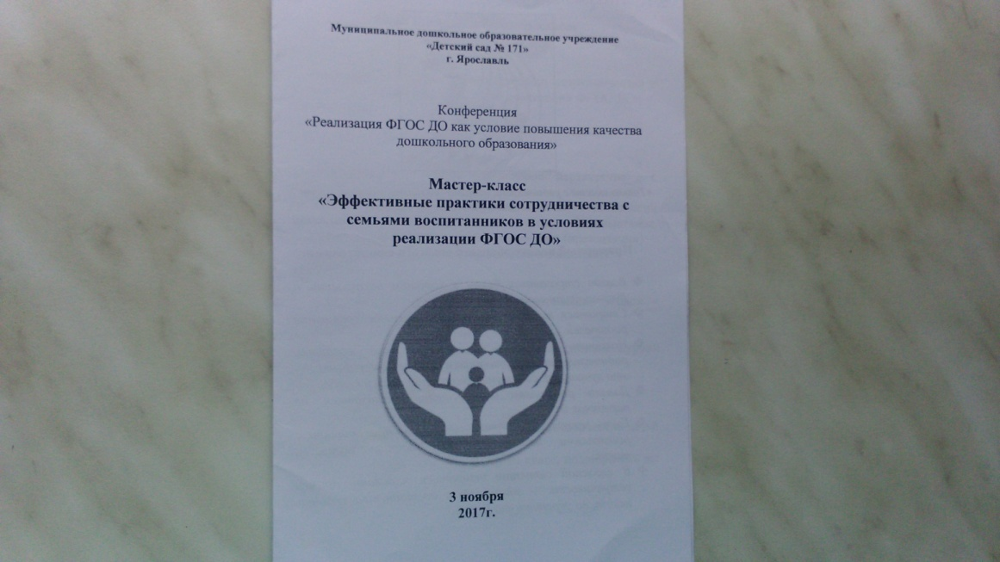 Муниципальное дошкольное образовательное учреждение
«Детский сад № 171»
г. Ярославль
Конференция
«Реализация ФГОС ДО как условие повышения качества
дошкольного образования»
Мастер-класс
«Эффективные практики сотрудничества с
семьями воспитанников в условиях
реализации ФГОС ДО»
3 ноября
2017г.